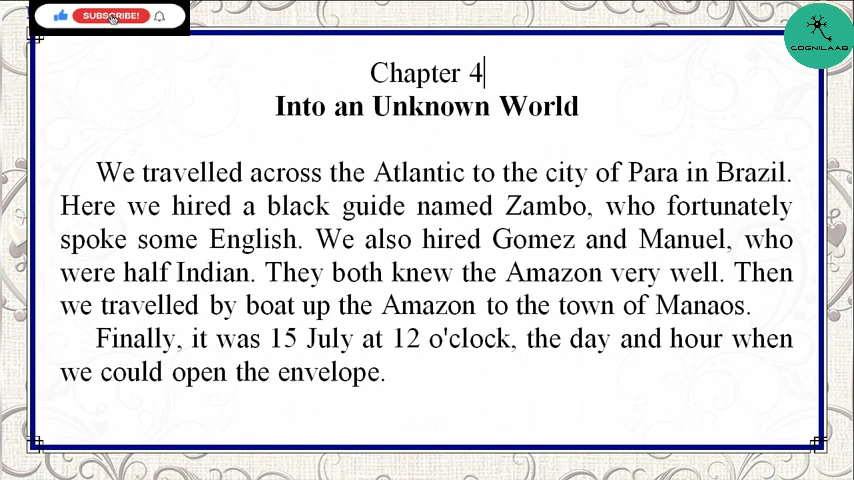 SUBSCRIBE!
COGNILAAB
Chapter 4
Into an Unknown World
We travelled across the Atlantic to the city of Para in Brazil.
Here we hired a black guide named Zambo, who fortunately
spoke some English. We also hired Gomez and Manuel, who
were half Indian. They both knew the Amazon very well. Then
we travelled by boat up the Amazon to the town of Manaos.
Finally, it was 15 July at 12 o'clock, the day and hour when
we could open the envelope.